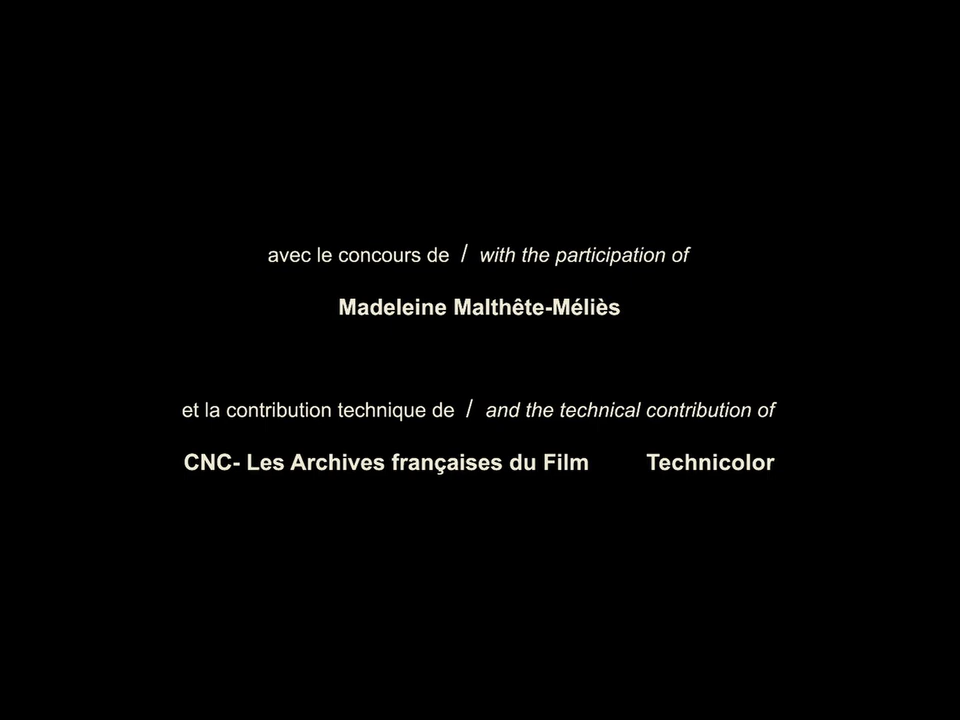 avec le concours de / with the participation of
Madeleine Malthête-Méliès
et la contribution technique de / and the technical contribution of
CNC- Les Archives françaises du Film Technicolor